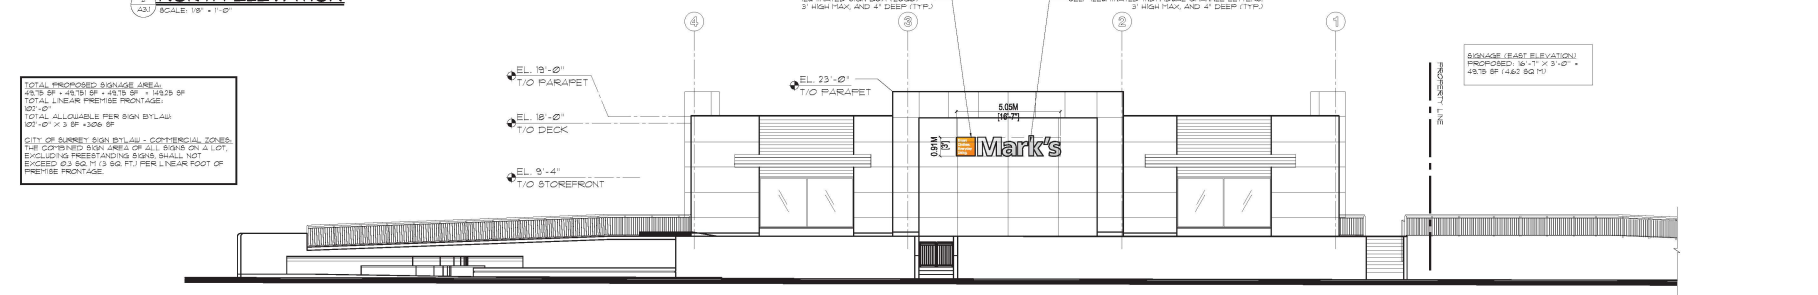 A3.1
SCALE: 1/8" = 1'-0"
3' HIGH MAX, AND 4" DEEP (TYP.)
3' HIGH MAX, AND 4" DEEP (TYP.)
4
3
2
1
SIGNAGE (EAST ELEVATION)
PROPOSED: 16'-7" X 3'-0" =
49.75 SF (4.62 SQ M)
PROPERTY LINE
TOTAL PROPOSED SIGNAGE AREA:
49.75 SF + 49.75 SF + 49.75 SF = 149.25 SF
TOTAL LINEAR PREMISE FRONTAGE:
102'-0"
TOTAL ALLOWABLE PER SIGN BYLAW:
102'-0" X 3 SF =306 SF
CITY OF SURREY SIGN BYLAW - COMMERCIAL ZONES:
THE COMBINED SIGN AREA OF ALL SIGNS ON A LOT,
EXCLUDING FREESTANDING SIGNS, SHALL NOT
EXCEED 0.3 SQ. M (3 SQ. FT.) PER LINEAR FOOT OF
PREMISE FRONTAGE.
EL. 19'-0"
T/O PARAPET
EL. 18'-0"
T/O DECK
EL. 9'-4"
T/O STOREFRONT
EL. 23'-0"
T/O PARAPET
5.05M
[16'-7"]
0.91M
[3']
Mark's